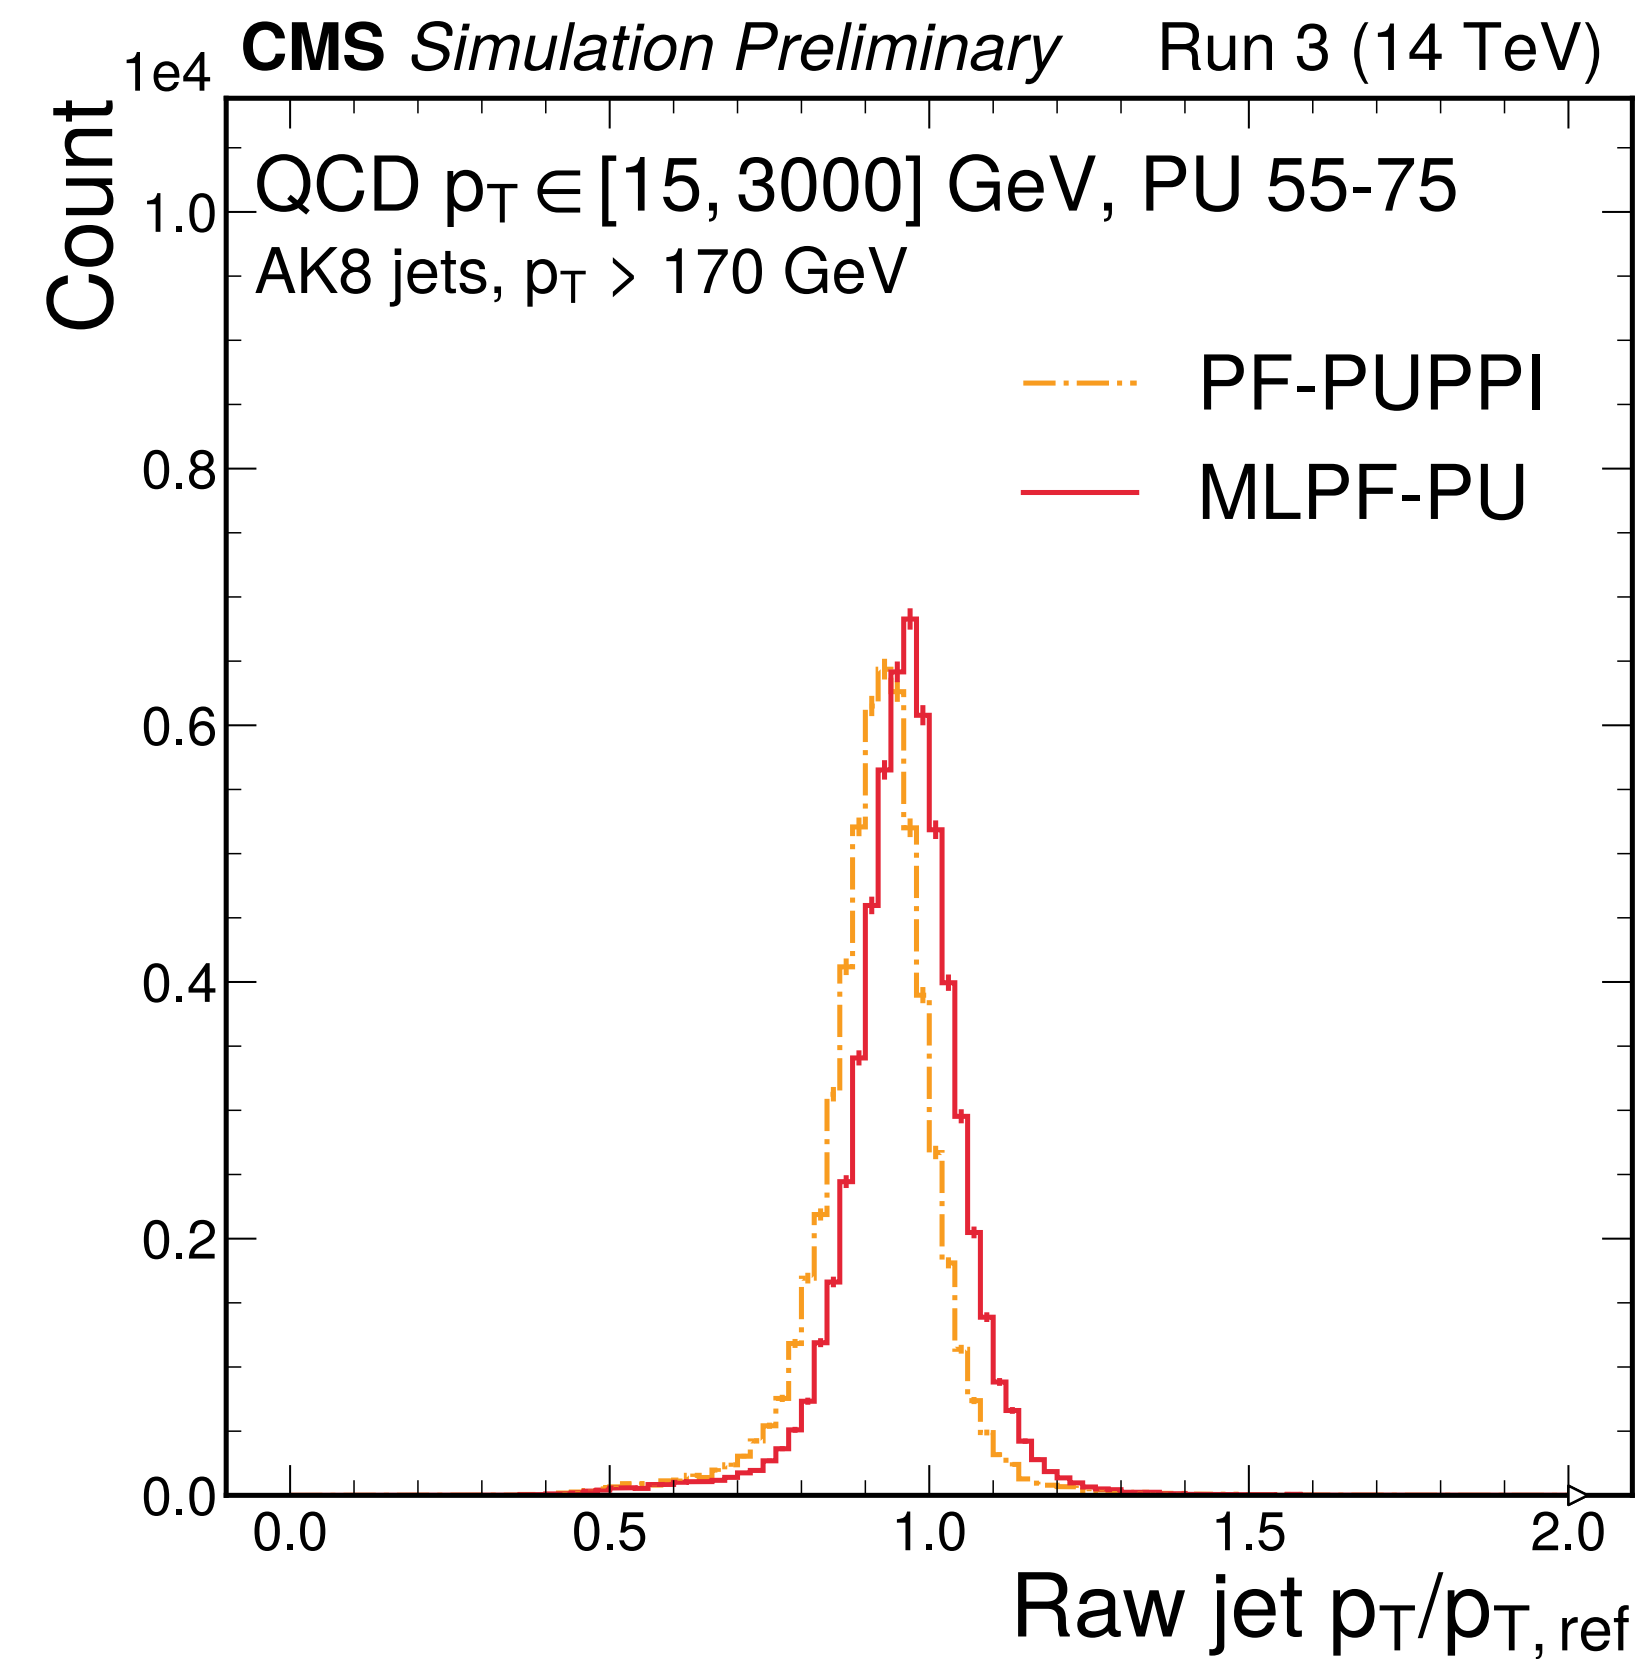 CMS Simulation Preliminary Run 3 (14 TeV)
1e4
Count
QCD pT ∈ [15, 3000] GeV, PU 55-75
AK8 jets, pT > 170 GeV
PF-PUPPI
MLPF-PU
1.0
0.8
0.6
0.4
0.2
0.0
0.0 0.5 1.0 1.5 2.0
Raw jet pT/pT, ref